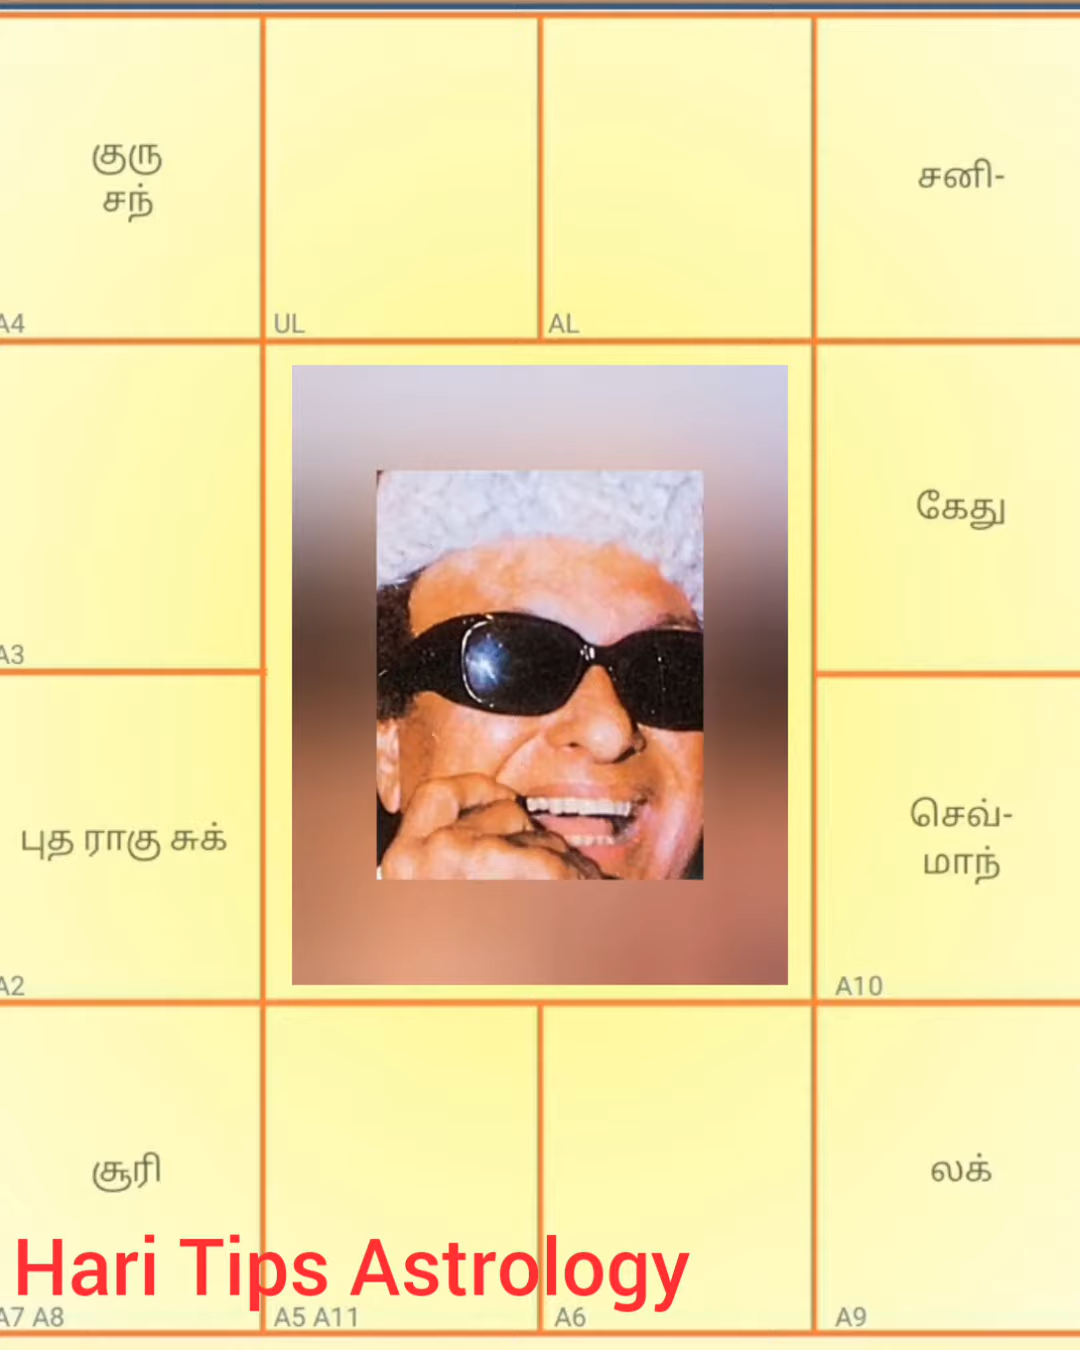 குரு
சந்
A4
UL
AL
சனி-
A3
கேது
புத ராகு சுக்
A2
செவ்-
மாந்
A10
சூரி
Hari Tips Astrology
A7 A8
A5 A11
A6
லக்
A9